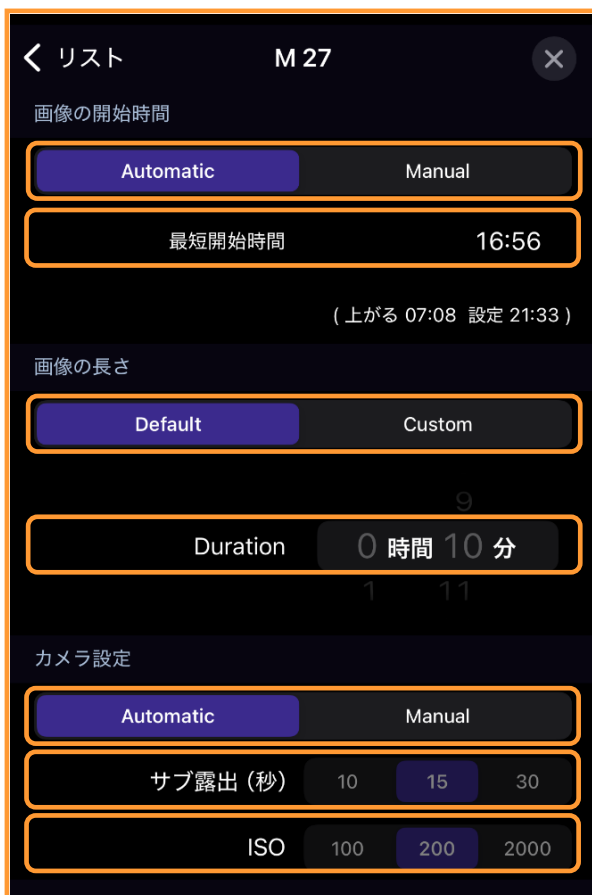 リスト M 27
画像の開始時間
Automatic Manual
最短開始時間 16:56
( 上がる 07:08 設定 21:33 )
画像の長さ
Default Custom
9
Duration 0 時間 10 分
1 11
カメラ設定
Automatic Manual
サブ露出 (秒) 10 15 30
ISO 100 200 2000